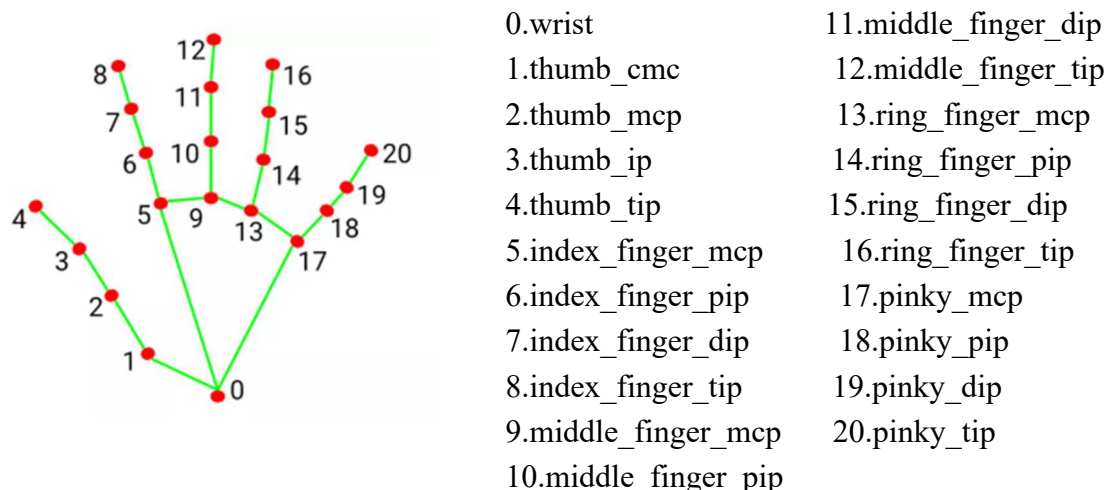 12
8
16
11
7
15
10
6
20
14
19
5
9
4
18
13
3
17
2
1
0
0.wrist
1.thumb_cmc
2.thumb_mcp
3.thumb_ip
4.thumb_tip
5.index_finger_mcp
6.index_finger_pip
7.index_finger_dip
8.index_finger_tip
9.middle_finger_mcp
10.middle_finger_pip
11.middle_finger_dip
12.middle_finger_tip
13.ring_finger_mcp
14.ring_finger_pip
15.ring_finger_dip
16.ring_finger_tip
17.pinky_mcp
18.pinky_pip
19.pinky_dip
20.pinky_tip